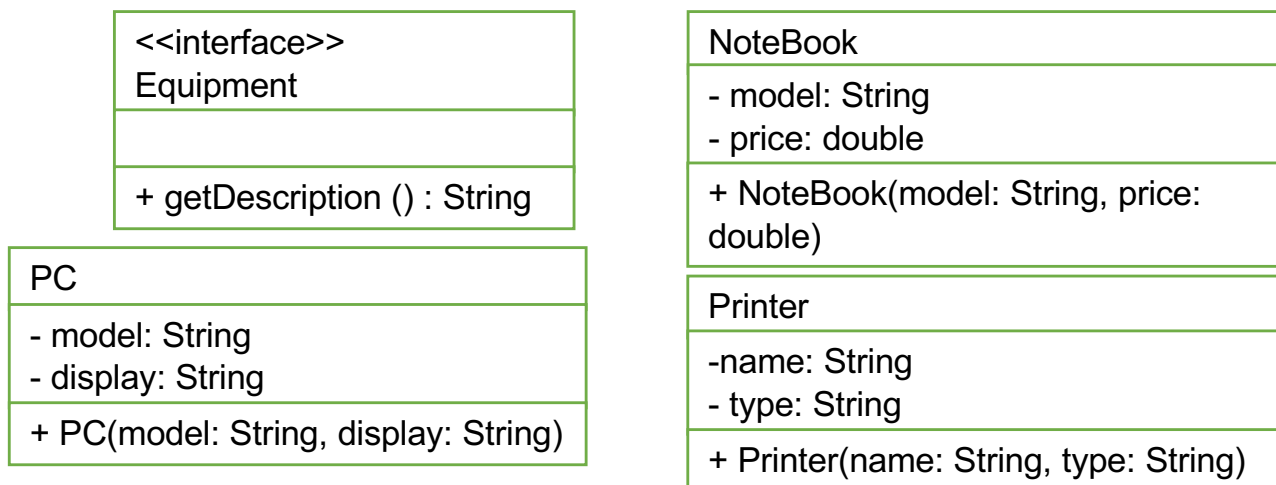 <<interface>>
Equipment
+ getDescription () : String
PC
- model: String
- display: String
+ PC(model: String, display: String)
NoteBook
- model: String
- price: double
+ NoteBook(model: String, price:
double)
Printer
-name: String
- type: String
+ Printer(name: String, type: String)